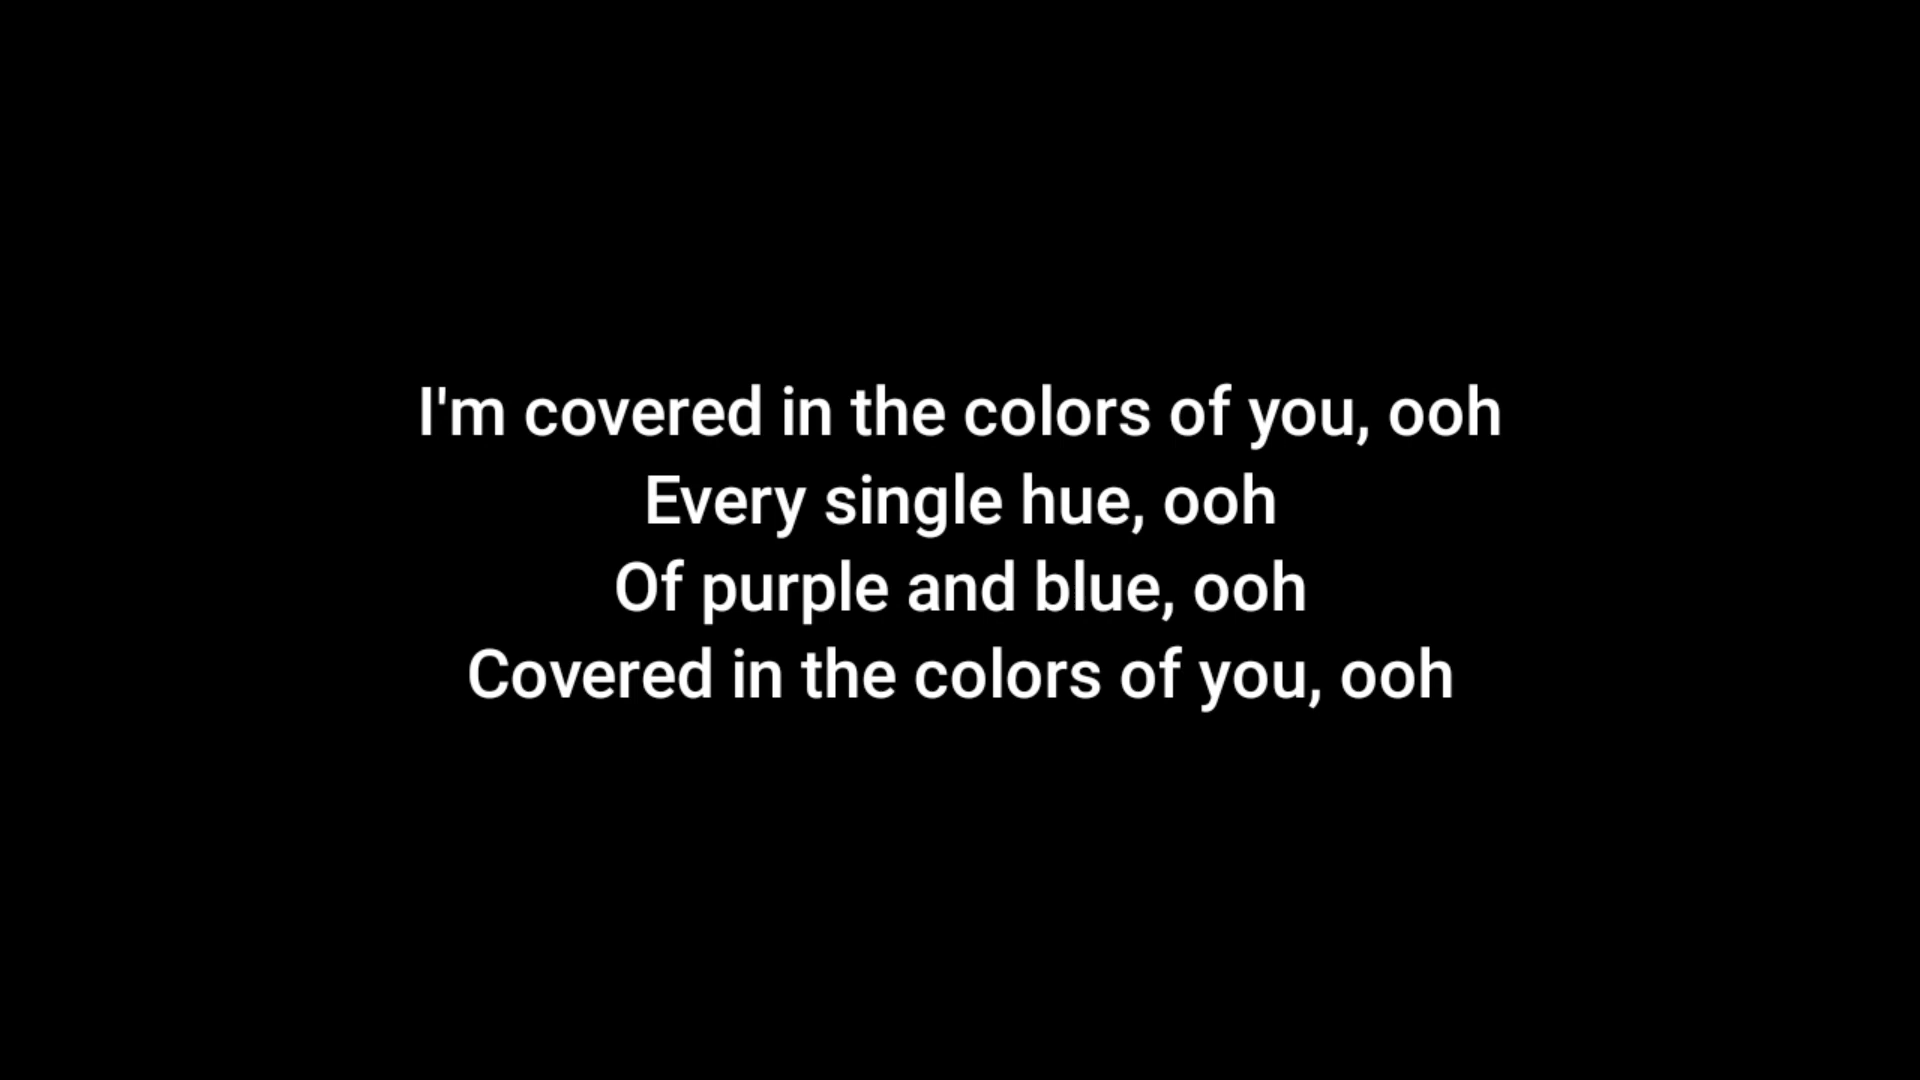 I'm covered in the colors of you, ooh
Every single hue, ooh
Of purple and blue, ooh
Covered in the colors of you, ooh